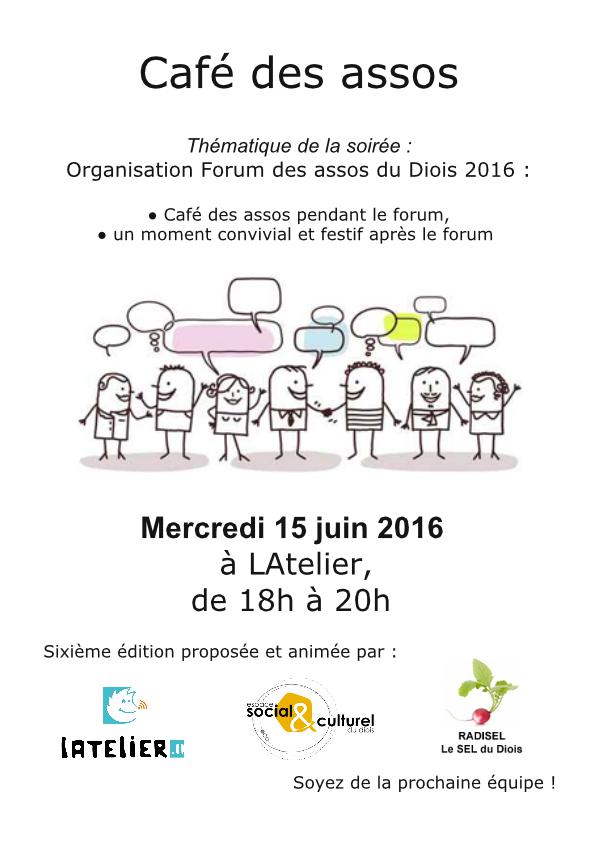 Café des assos
Thématique de la soirée :
Organisation Forum des assos du Diois 2016 :
● Café des assos pendant le forum,
● un moment convivial et festif après le forum
Mercredi 15 juin 2016
à LAtelier,
de 18h à 20h
Sixième édition proposée et animée par :
LATELIER
espace
social & culturel
du diois
RADISEL
Le SEL du Diois
Soyez de la prochaine équipe !